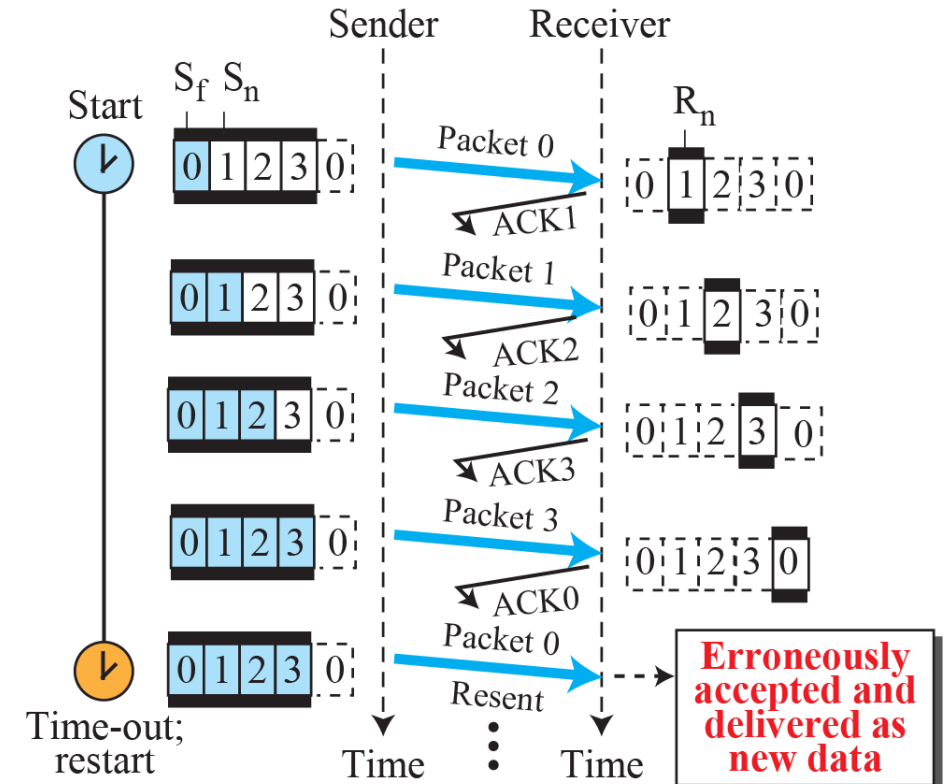 Sender Receiver
Start
Sf Sn
Rn
0 1 2 3 0
Packet 0
ACK1
0 1 2 3 0
0 1 2 3 0
Packet 1
ACK2
0 1 2 3 0
0 1 2 3 0
Packet 2
ACK3
0 1 2 3 0
0 1 2 3 0
Packet 3
ACK0
0 1 2 3 0
0 1 2 3 0
Packet 0
Resent
Time-out;
restart
Time Time
Erroneously
accepted and
delivered as
new data